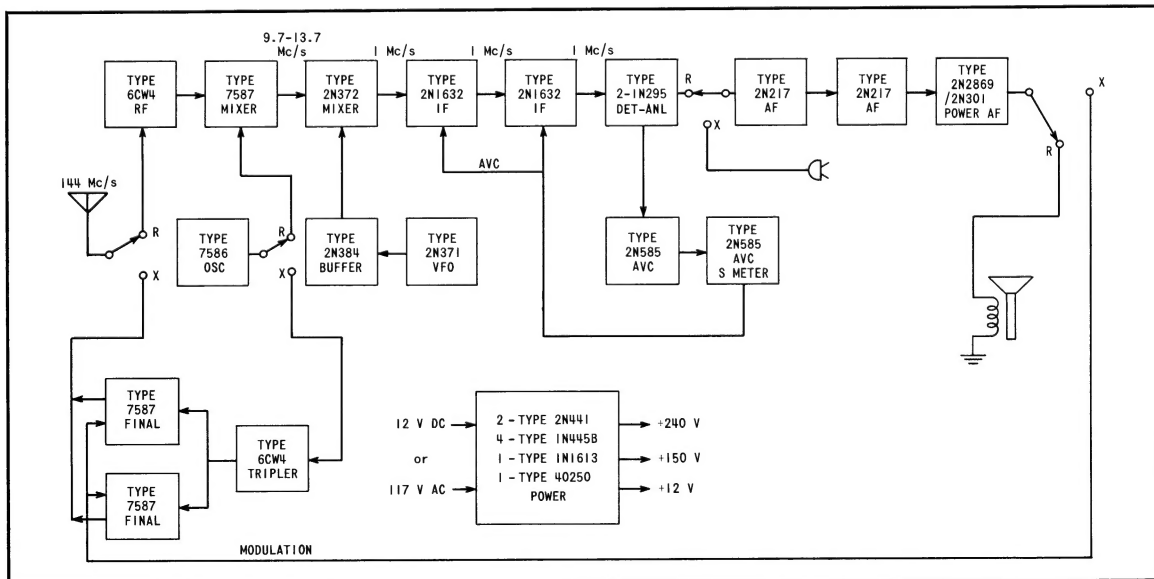 9.7-13.7
Mc/s
1 Mc/s
1 Mc/s
1 Mc/s
TYPE
6CW4
RF
TYPE
7587
MIXER
TYPE
2N372
MIXER
TYPE
2N1632
IF
TYPE
2N1632
IF
TYPE
2-1N295
DET-ANL
R
X
TYPE
2N217
AF
TYPE
2N217
AF
TYPE
2N2869
/2N301
POWER AF
R
X
AVC
144 Mc/s
R
X
TYPE
7586
OSC
R
X
TYPE
2N384
BUFFER
TYPE
2N371
VFO
TYPE
2N585
AVC
TYPE
2N585
AVC
S METER
TYPE
7587
FINAL
TYPE
7587
FINAL
TYPE
6CW4
TRIPLER
12 V DC
or
117 V AC
2-TYPE 2N441
4-TYPE 1N445B
1-TYPE 1N1613
1-TYPE 40250
POWER
+240 V
+150 V
+12 V
MODULATION